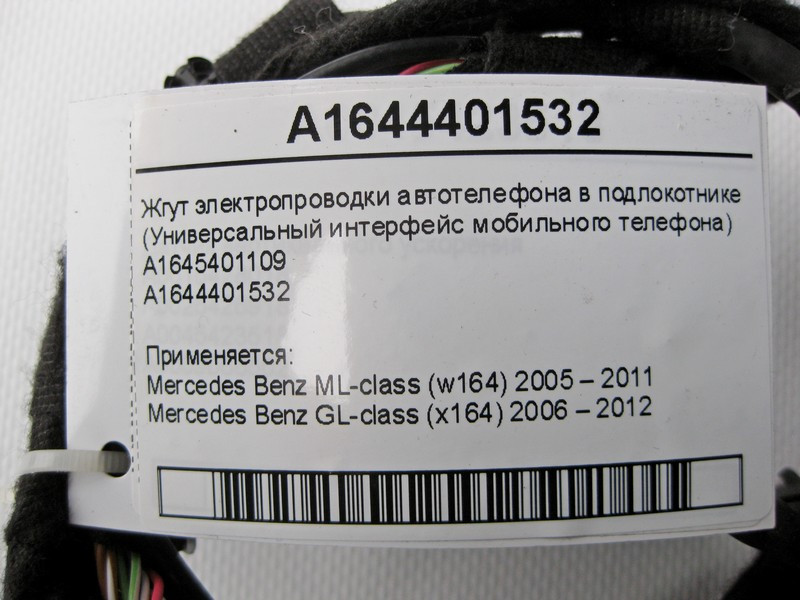 A1644401532
Жгут электропроводки автотелефона в подлокотнике
(Универсальный интерфейс мобильного телефона)
A1645401109
A1644401532
Применяется:
Mercedes Benz ML-class (w164) 2005 – 2011
Mercedes Benz GL-class (x164) 2006 – 2012